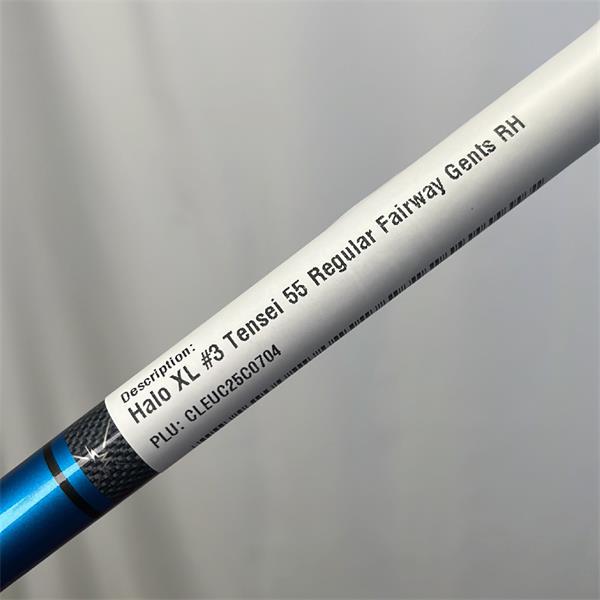 Description:
Halo XL #3 Tensei 55 Regular Fairway Gents RH
PLU: CLEUC25C0704